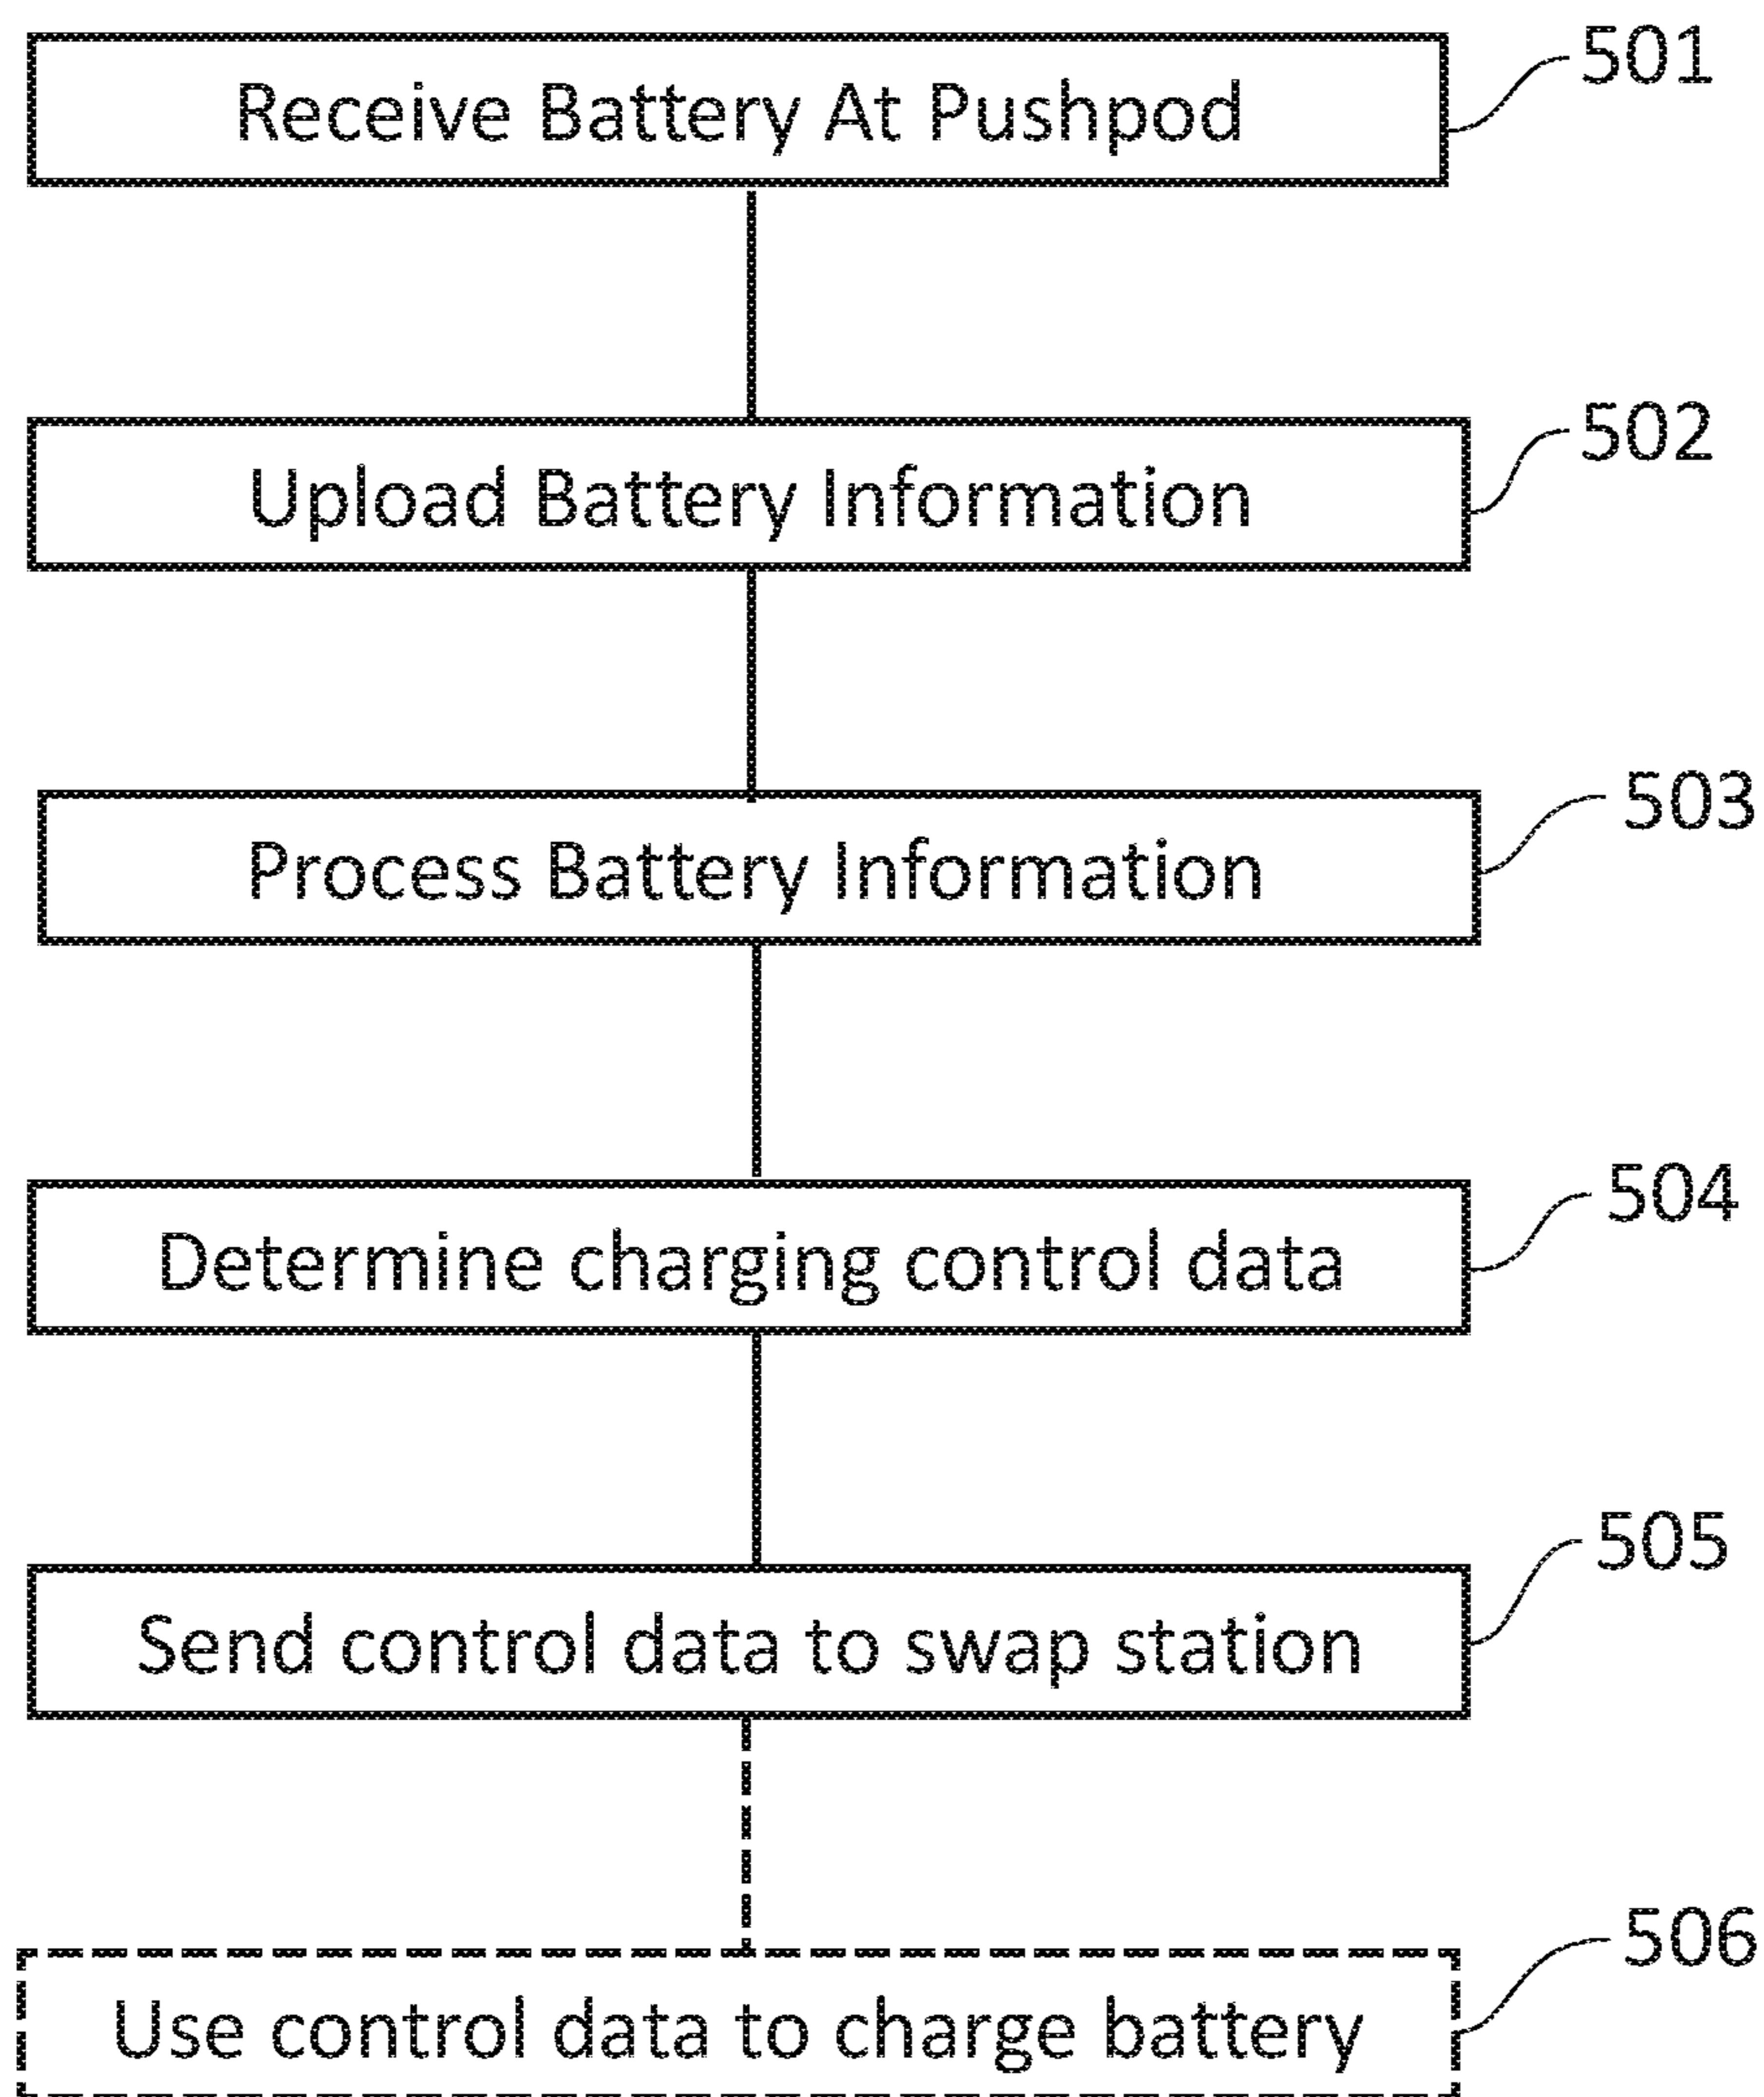 Receive Battery At Pushpod
501
Upload Battery Information
502
Process Battery Information
503
Determine charging control data
504
Send control data to swap station
505
Use control data to charge battery
506